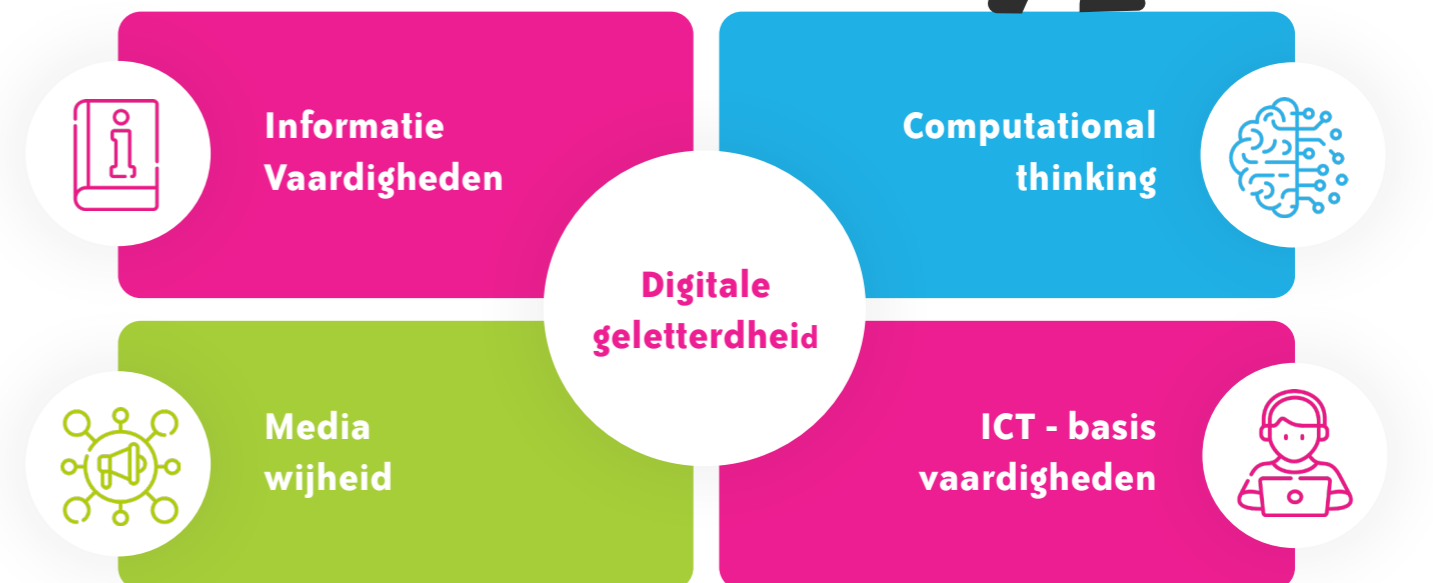 Informatie
Vaardigheden
Computational
thinking
Digitale
geletterdheid
Media
wijheid
ICT - basis
vaardigheden